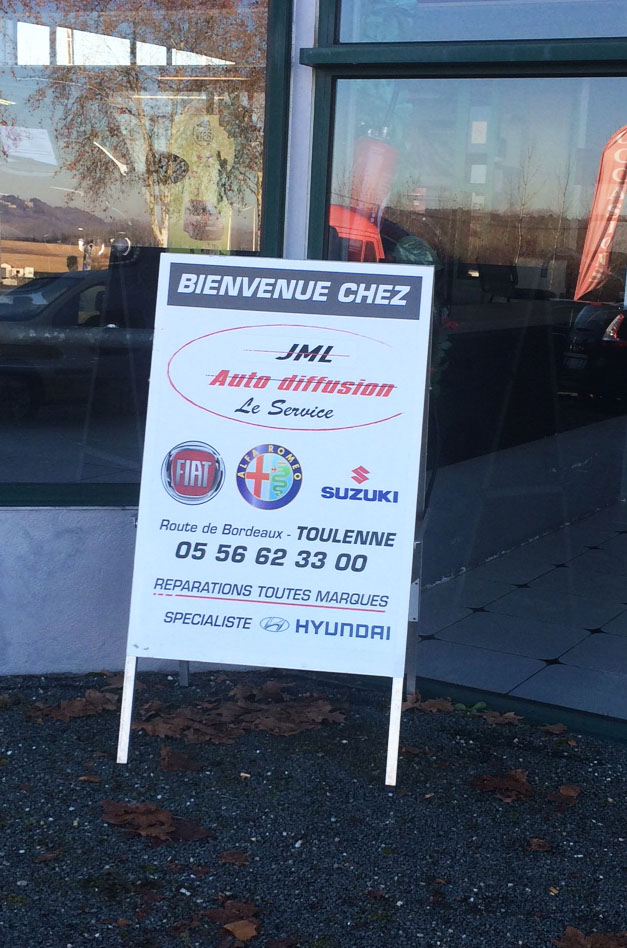 BIENVENUE CHEZ
JML
Auto diffusion
Le Service
FIAT
ALFA ROMEO
SUZUKI
Route de Bordeaux - TOULENNE
05 56 62 33 00
REPARATIONS TOUTES MARQUES
SPECIALISTE HYUNDAI